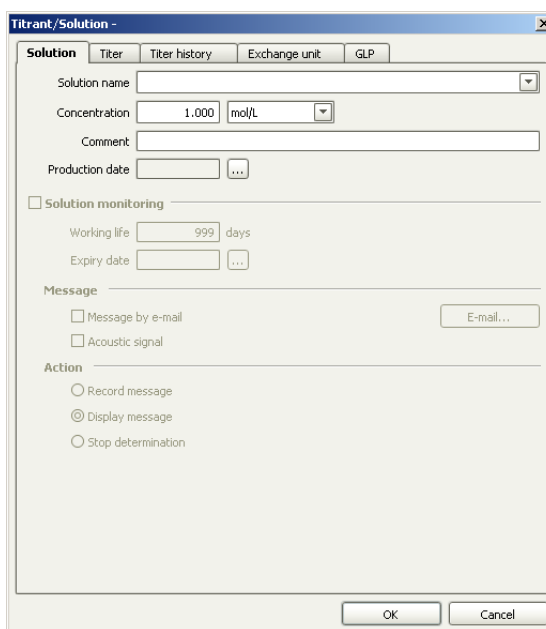 Titrant/Solution -
Solution Titer Titer history Exchange unit GLP
Solution name
Concentration 1.000 mol/L
Comment
Production date ...
Solution monitoring
Working life 999 days
Expiry date ...
Message
Message by e-mail E-mail...
Acoustic signal
Action
Record message
Display message
Stop determination
OK Cancel